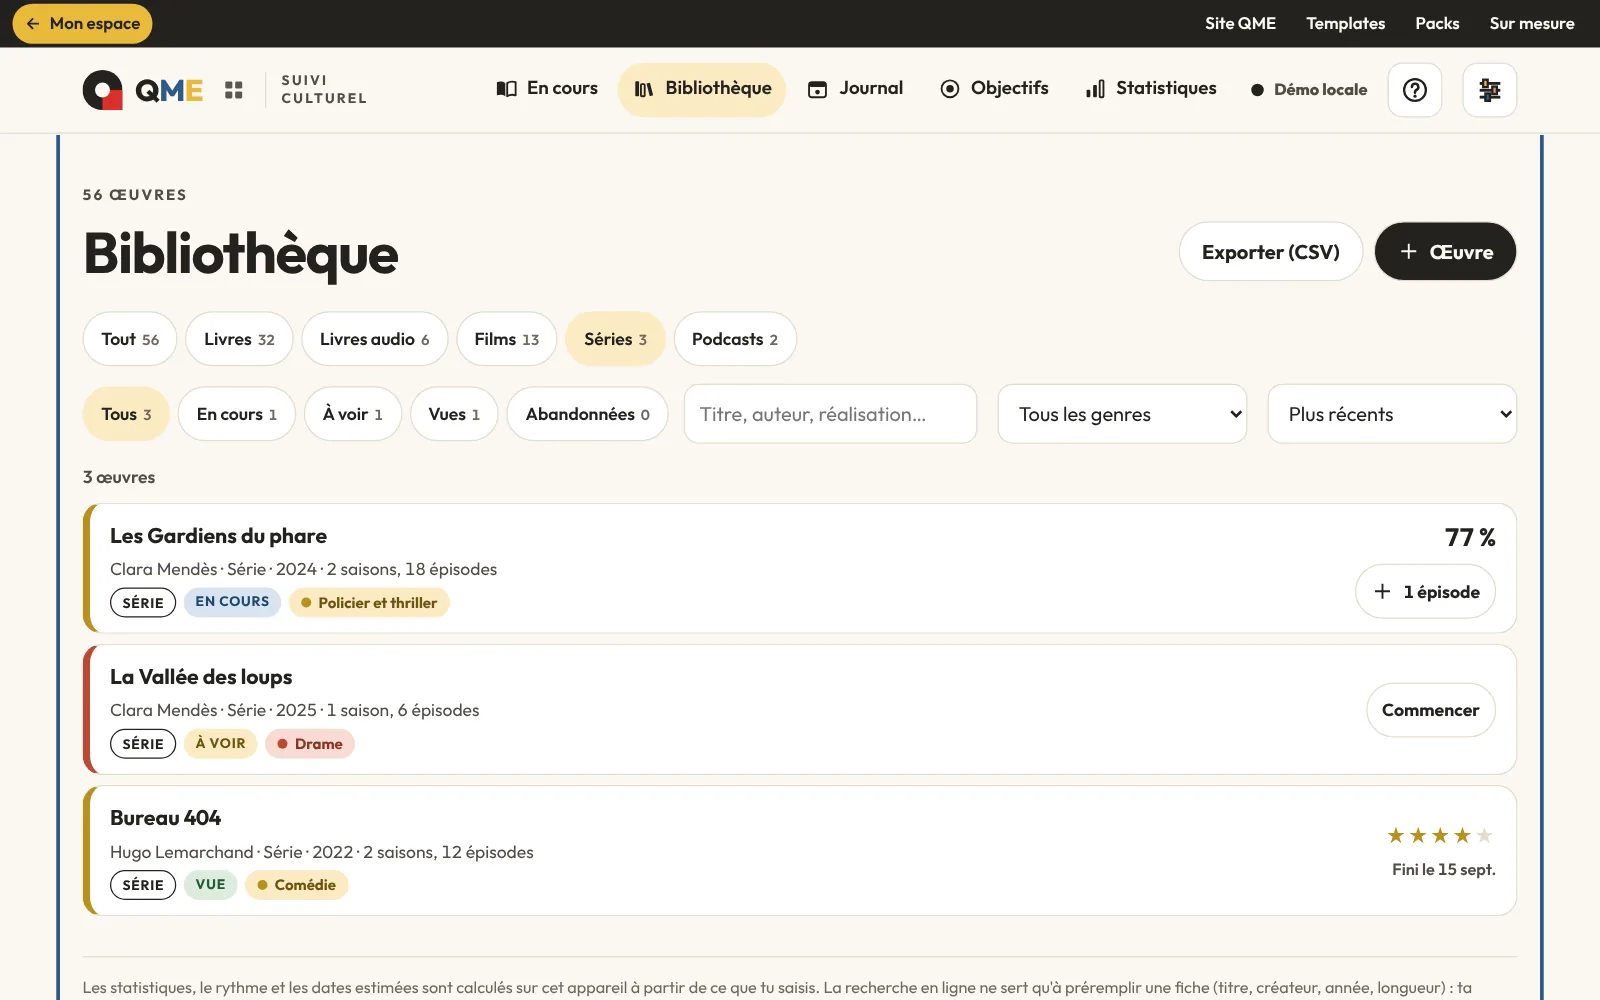 ← Mon espace
Site QME
Templates
Packs
Sur mesure
QME
SUIVI
CULTUREL
En cours
Bibliothèque
Journal
Objectifs
Statistiques
Démo locale
56 ŒUVRES
Bibliothèque
Exporter (CSV)
+ Œuvre
Tout 56
Livres 32
Livres audio 6
Films 13
Séries 3
Podcasts 2
Tous 3
En cours 1
À voir 1
Vues 1
Abandonnées 0
Titre, auteur, réalisation...
Tous les genres
Plus récents
3 œuvres
Les Gardiens du phare
77 %
Clara Mendès · Série · 2024 · 2 saisons, 18 épisodes
+ 1 épisode
SÉRIE
EN COURS
Policier et thriller
La Vallée des loups
Clara Mendès · Série · 2025 · 1 saison, 6 épisodes
Commencer
SÉRIE
À VOIR
Drame
Bureau 404
Hugo Lemarchand · Série · 2022 · 2 saisons, 12 épisodes
Fini le 15 sept.
SÉRIE
VUE
Comédie
Les statistiques, le rythme et les dates estimées sont calculés sur cet appareil à partir de ce que tu saisis. La recherche en ligne ne sert qu'à préremplir une fiche (titre, créateur, année, longueur) : ta